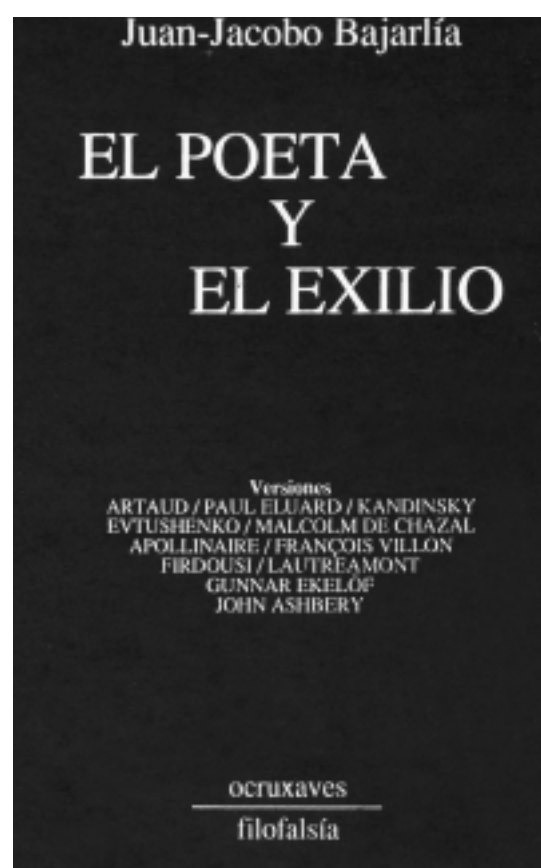 Juan-Jacobo Bajarlía
EL POETA
Y
EL EXILIO
Versiones
ARTAUD / PAUL ELUARD / KANDINSKY
EVTUSHENKO / MALCOLM DE CHAZAL
APOLLINAIRE / FRANÇOIS VILLON
FIRDOUSI / LAUTRÉAMONT
GUNNAR EKELÖF
JOHN ASHBERY
ocruxaves
filofalsía